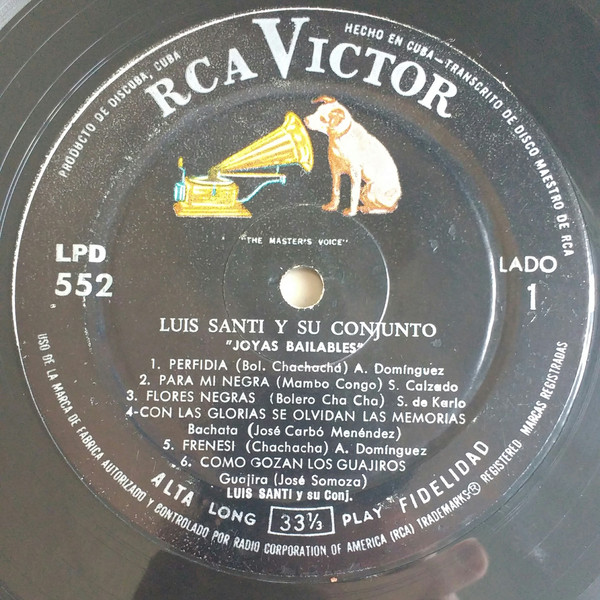 PRODUCTO DE DISCUBA, CUBA
RCA VICTOR
HECHO EN CUBA—TRANSCRITO DE DISCO MAESTRO DE RCA
"THE MASTER'S VOICE"
LPD
552
LADO
1
LUIS SANTI Y SU CONJUNTO
"JOYAS BAILABLES"
1. PERFIDIA (Bol. Chachachá) A. Domínguez
2. PARA MI NEGRA (Mambo Congo) S. Calzado
3. FLORES NEGRAS (Bolero Cha Cha) S. de Karlo
4-CON LAS GLORIAS SE OLVIDAN LAS MEMORIAS
Bachata (José Carbó Menéndez)
5. FRENESI (Chachacha) A. Domínguez
6. COMO GOZAN LOS GUAJIROS
Guajira (José Somoza)
LUIS SANTI y su Conj.
ALTA FIDELIDAD
LONG 33⅓ PLAY
USO DE LA MARCA DE FABRICA AUTORIZADO Y CONTROLADO POR RADIO CORPORATION OF AMERICA (RCA) TRADEMARKS® REGISTERED MARCAS REGISTRADAS